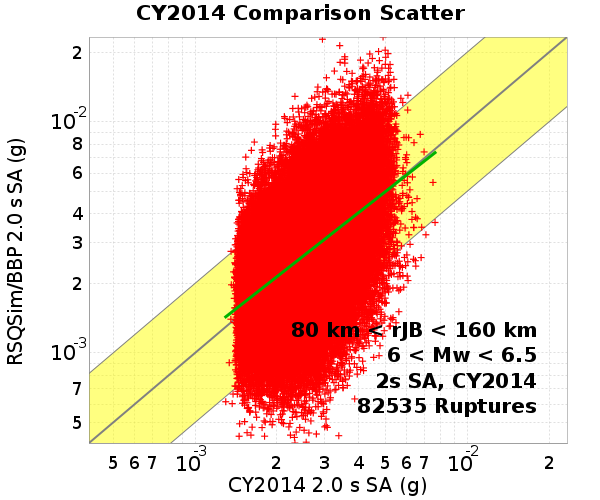 CY2014 Comparison Scatter
RSQSim/BBP 2.0 s SA (g)
2
10-2
8
6
4
3
2
10-3
7
5
80 km < rJB < 160 km
6 < Mw < 6.5
2s SA, CY2014
82535 Ruptures
5 6 7 10-3 2 3 4 5 6 7 10-2 2
CY2014 2.0 s SA (g)